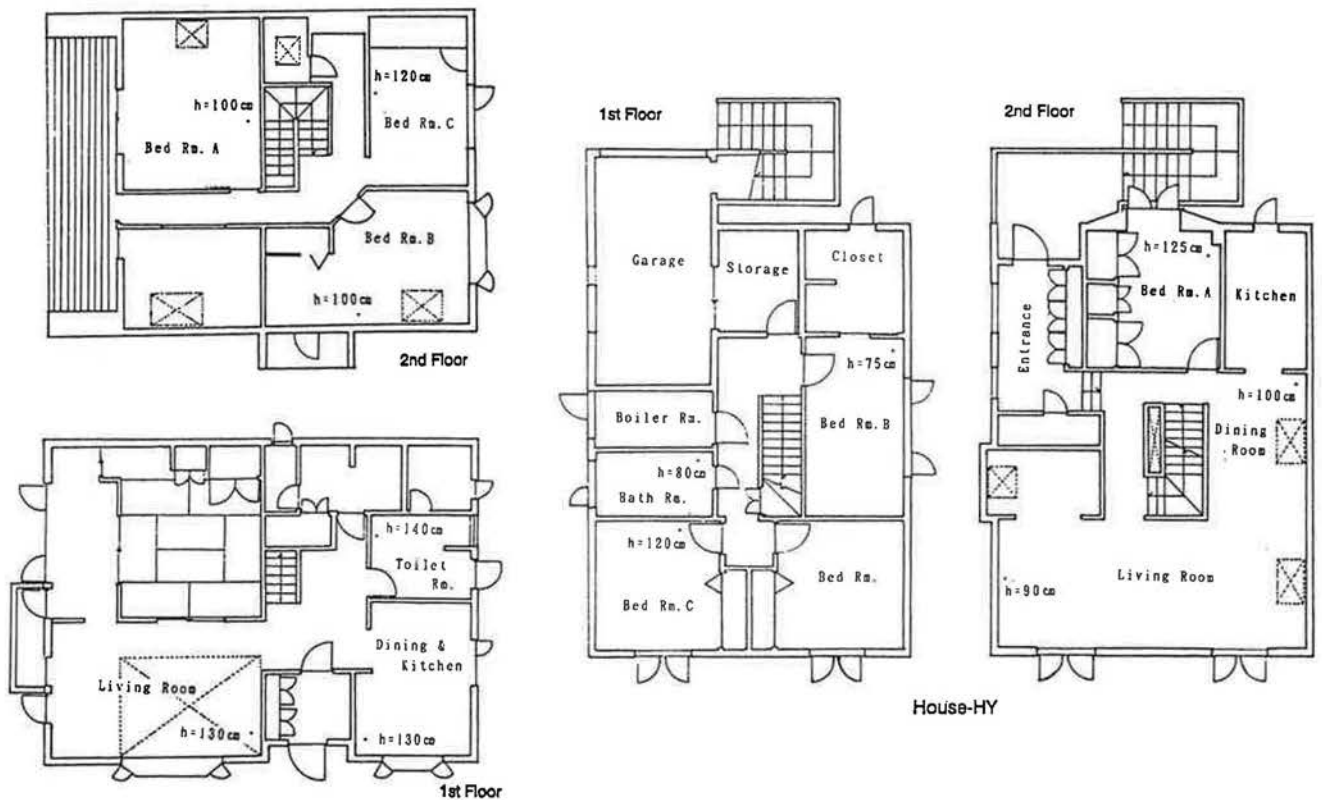 h=120cm
h=100cm
Bed Rm. C
Bed Rm. A
Bed Rm. B
h=100cm
2nd Floor
h=140cm
Toilet
Rm.
Dining &
Kitchen
Living Room
h=130cm
h=130cm
1st Floor
1st Floor
Garage
Storage
Closet
h=75cm
Boiler Rm.
Bed Rm. B
h=80cm
Bath Rm.
h=120cm
Bed Rm.
Bed Rm. C
2nd Floor
h=125cm
Bed Rm. A
Kitchen
Entrance
h=100cm
Dining
Room
Living Room
h=90cm
House-HY